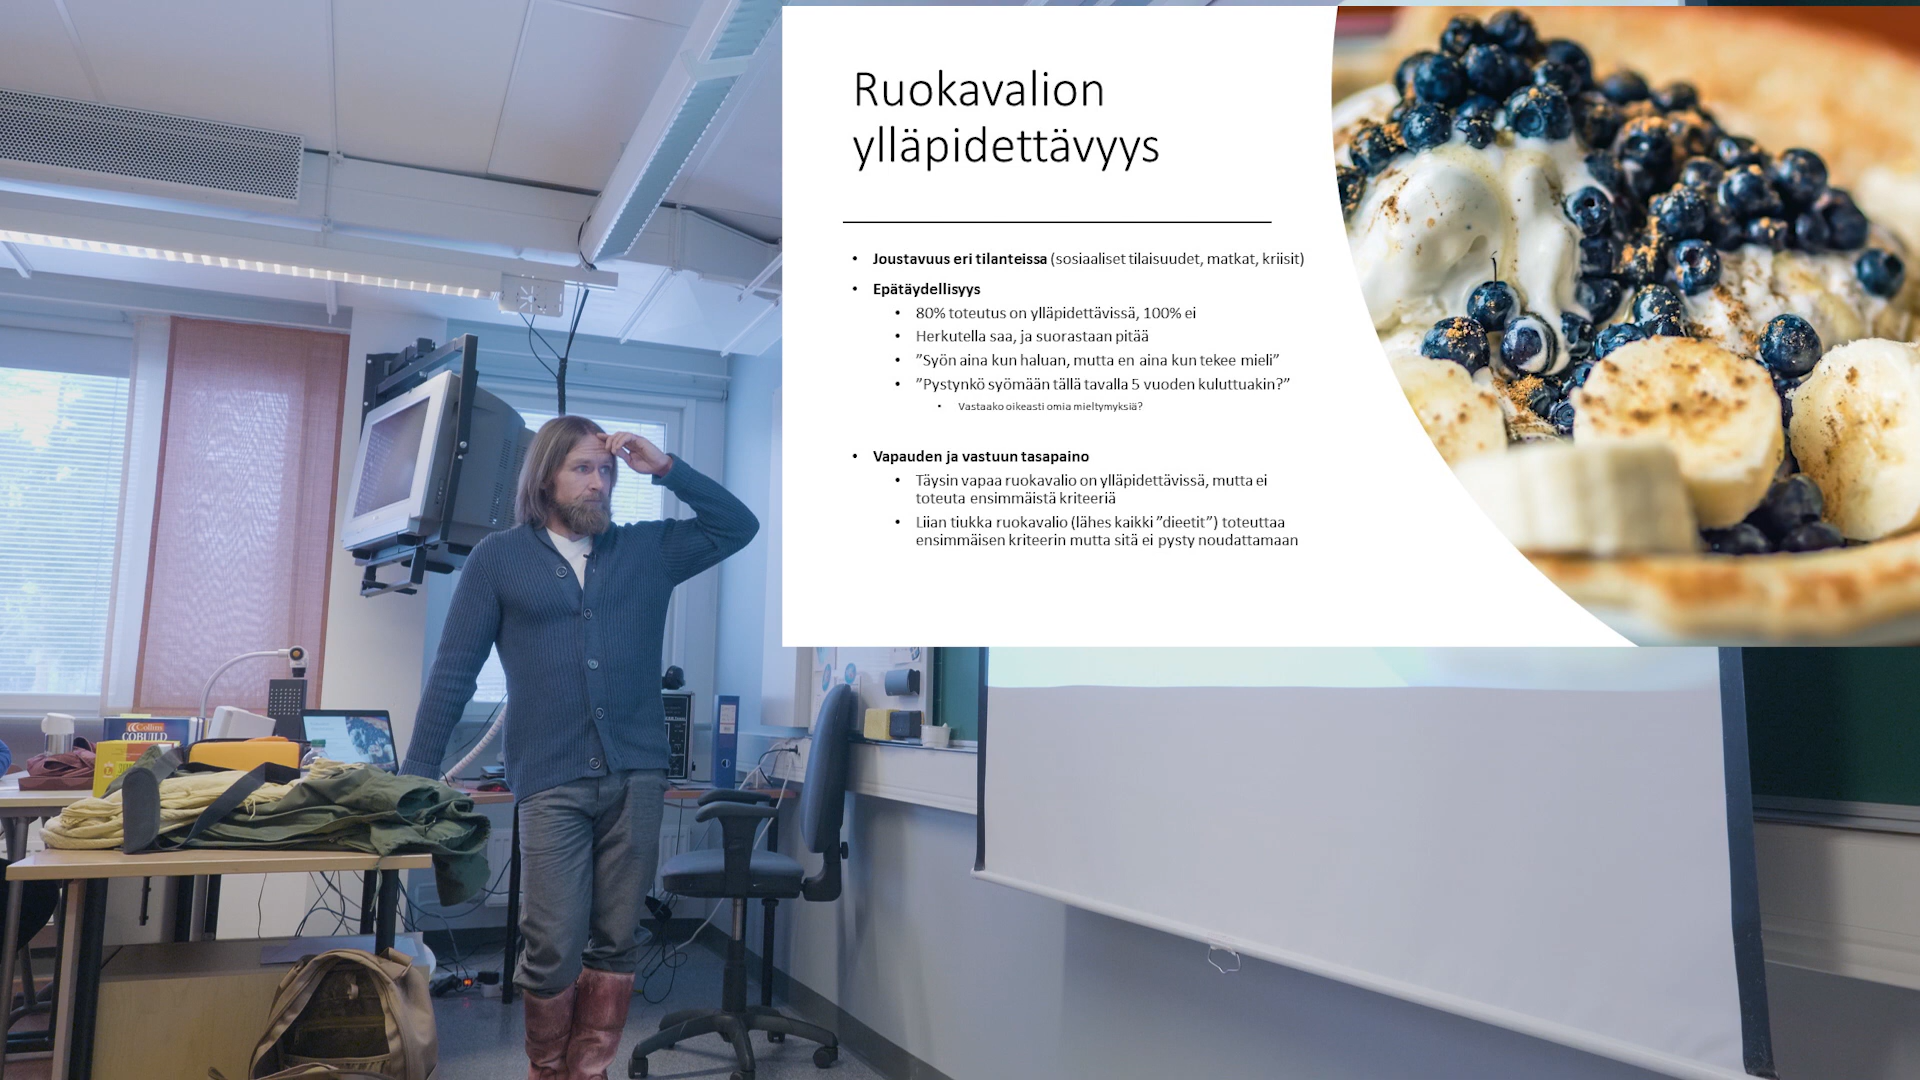 Ruokavalion
ylläpidettävyys
• Joustavuus eri tilanteissa (sosiaaliset tilaisuudet, matkat, kriisit)
• Epätäydellisyys
• 80% toteutus on ylläpidettävissä, 100% ei
• Herkutella saa, ja suorastaan pitää
• ”Syön aina kun haluan, mutta en aina kun tekee mieli”
• ”Pystynkö syömään tällä tavalla 5 vuoden kuluttuakin?”
• Vastaako oikeasti omia mieltymyksiä?
• Vapauden ja vastuun tasapaino
• Täysin vapaa ruokavalio on ylläpidettävissä, mutta ei
toteuta ensimmäistä kriteeriä
• Liian tiukka ruokavalio (lähes kaikki ”dieetit”) toteuttaa
ensimmäisen kriteerin mutta sitä ei pysty noudattamaan
Collins
COBUILD